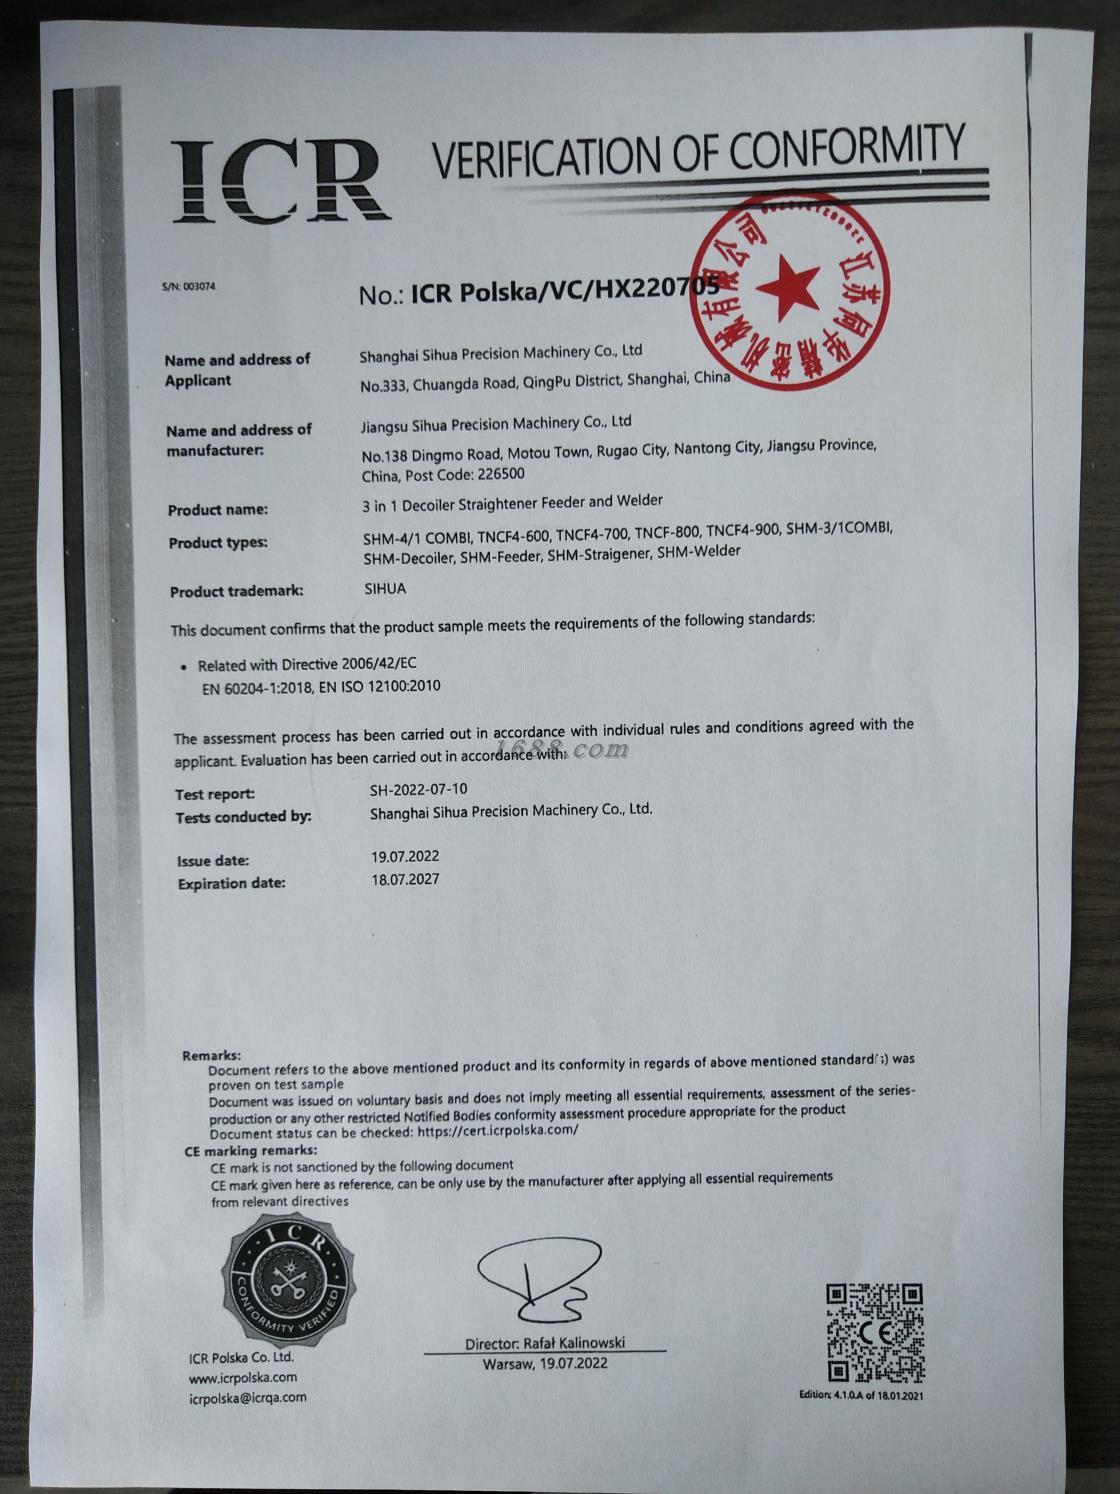 ICR
VERIFICATION OF CONFORMITY
S/N: 003074
No.: ICR Polska/VC/HX220705
江苏思华精密机械有限公司
Name and address of
Applicant
Shanghai Sihua Precision Machinery Co., Ltd
No.333, Chuangda Road, QingPu District, Shanghai, China
Name and address of
manufacturer:
Jiangsu Sihua Precision Machinery Co., Ltd
No.138 Dingmo Road, Motou Town, Rugao City, Nantong City, Jiangsu Province,
China, Post Code: 226500
Product name:
3 in 1 Decoiler Straightener Feeder and Welder
Product types:
SHM-4/1 COMBI, TNCF4-600, TNCF4-700, TNCF-800, TNCF4-900, SHM-3/1COMBI,
SHM-Decoiler, SHM-Feeder, SHM-Straigener, SHM-Welder
Product trademark:
SIHUA
This document confirms that the product sample meets the requirements of the following standards:
• Related with Directive 2006/42/EC
EN 60204-1:2018, EN ISO 12100:2010
The assessment process has been carried out in accordance with individual rules and conditions agreed with the
applicant. Evaluation has been carried out in accordance with:
1688.com
Test report:
SH-2022-07-10
Tests conducted by:
Shanghai Sihua Precision Machinery Co., Ltd.
Issue date:
19.07.2022
Expiration date:
18.07.2027
Remarks:
Document refers to the above mentioned product and its conformity in regards of above mentioned standard(s) was
proven on test sample
Document was issued on voluntary basis and does not imply meeting all essential requirements, assessment of the series-
production or any other restricted Notified Bodies conformity assessment procedure appropriate for the product
Document status can be checked: https://cert.icrpolska.com/
CE marking remarks:
CE mark is not sanctioned by the following document
CE mark given here as reference, can be only use by the manufacturer after applying all essential requirements
from relevant directives
ICR
CONFORMITY VERIFIED
ICR Polska Co. Ltd.
www.icrpolska.com
icrpolska@icrqa.com
Director: Rafał Kalinowski
Warsaw, 19.07.2022
CE
Edition: 4.1.0.A of 18.01.2021